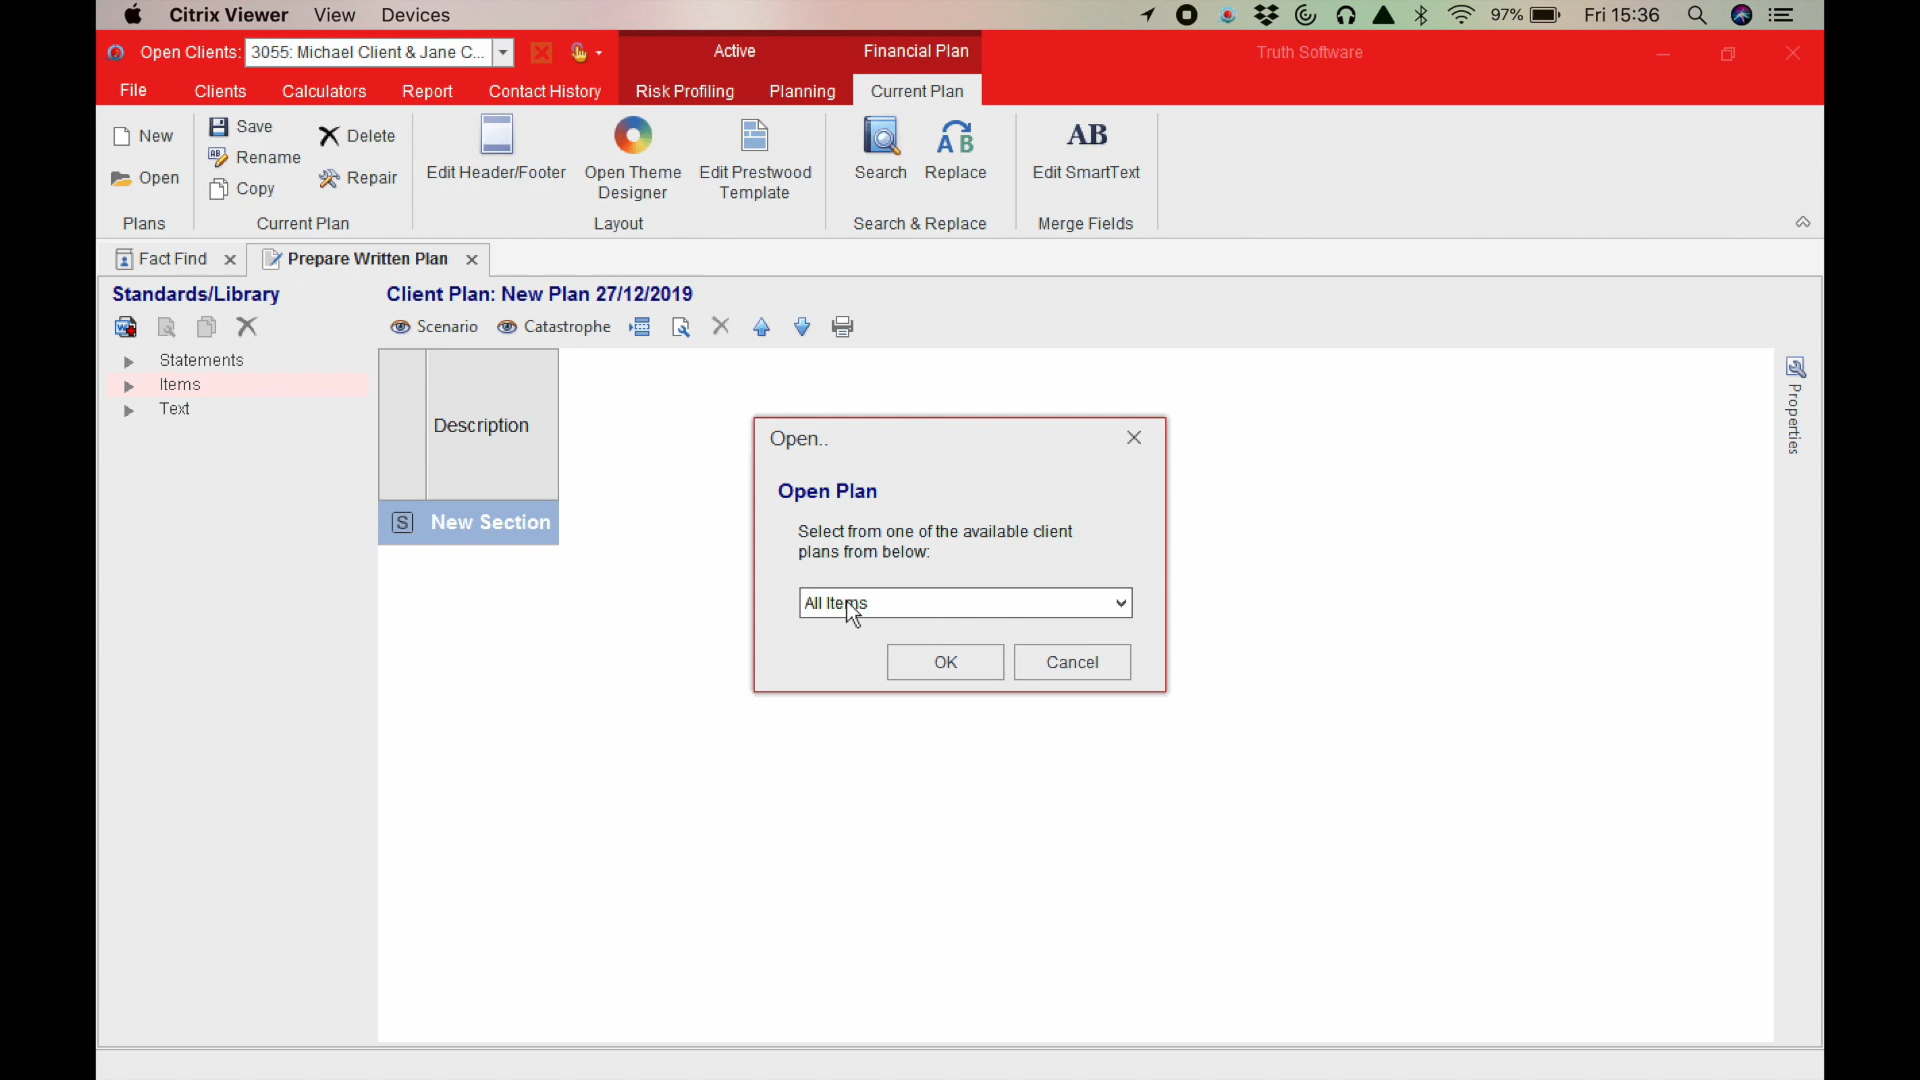 Citrix Viewer View Devices 97% Fri 15:36
Open Clients: 3055: Michael Client & Jane C... Active Financial Plan Truth Software
File Clients Calculators Report Contact History Risk Profiling Planning Current Plan
New Save Delete AB
Open Rename Repair Edit Header/Footer Open Theme Designer Edit Prestwood Template Search Replace Edit SmartText
Copy
Plans Current Plan Layout Search & Replace Merge Fields
Fact Find Prepare Written Plan
Standards/Library Client Plan: New Plan 27/12/2019
Scenario Catastrophe
Statements
Items
Text
Description
S New Section
Properties
Open..
Open Plan
Select from one of the available client
plans from below:
All Items
OK Cancel